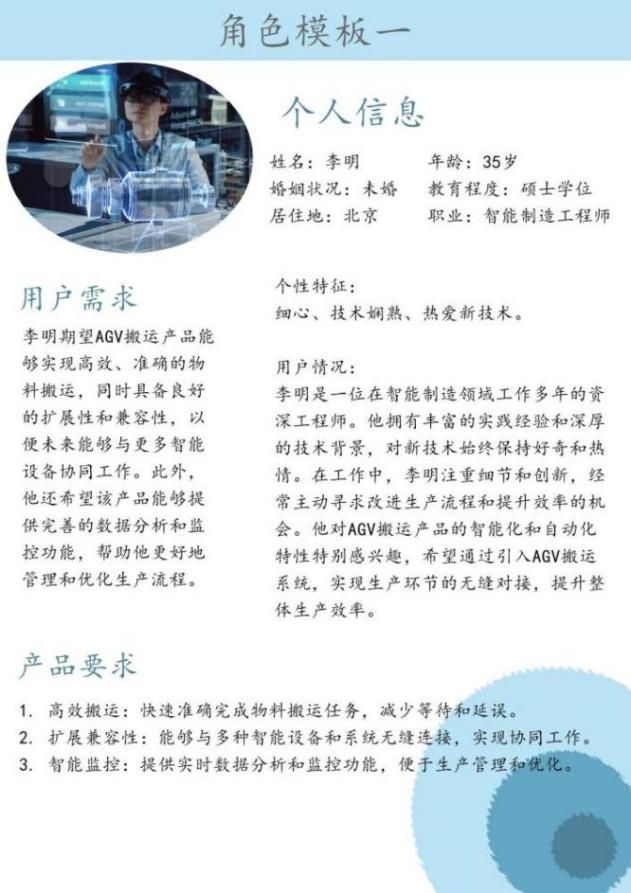 角色模板一
个人信息
姓名：李明 年龄：35岁
婚姻状况：未婚 教育程度：硕士学位
居住地：北京 职业：智能制造工程师
用户需求
李明期望AGV搬运产品能
够实现高效、准确的物
料搬运，同时具备良好
的扩展性和兼容性，以
便未来能够与更多智能
设备协同工作。此外，
他还希望该产品能够提
供完善的数据分析和监
控功能，帮助他更好地
管理和优化生产流程。
个性特征：
细心、技术娴熟、热爱新技术。
用户情况：
李明是一位在智能制造领域工作多年的资
深工程师。他拥有丰富的实践经验和深厚
的技术背景，对新技术始终保持好奇和热
情。在工作中，李明注重细节和创新，经
常主动寻求改进生产流程和提升效率的机
会。他对AGV搬运产品的智能化和自动化
特性特别感兴趣，希望通过引入AGV搬运
系统，实现生产环节的无缝对接，提升整
体生产效率。
产品要求
1. 高效搬运：快速准确完成物料搬运任务，减少等待和延误。
2. 扩展兼容性：能够与多种智能设备和系统无缝连接，实现协同工作。
3. 智能监控：提供实时数据分析和监控功能，便于生产管理和优化。